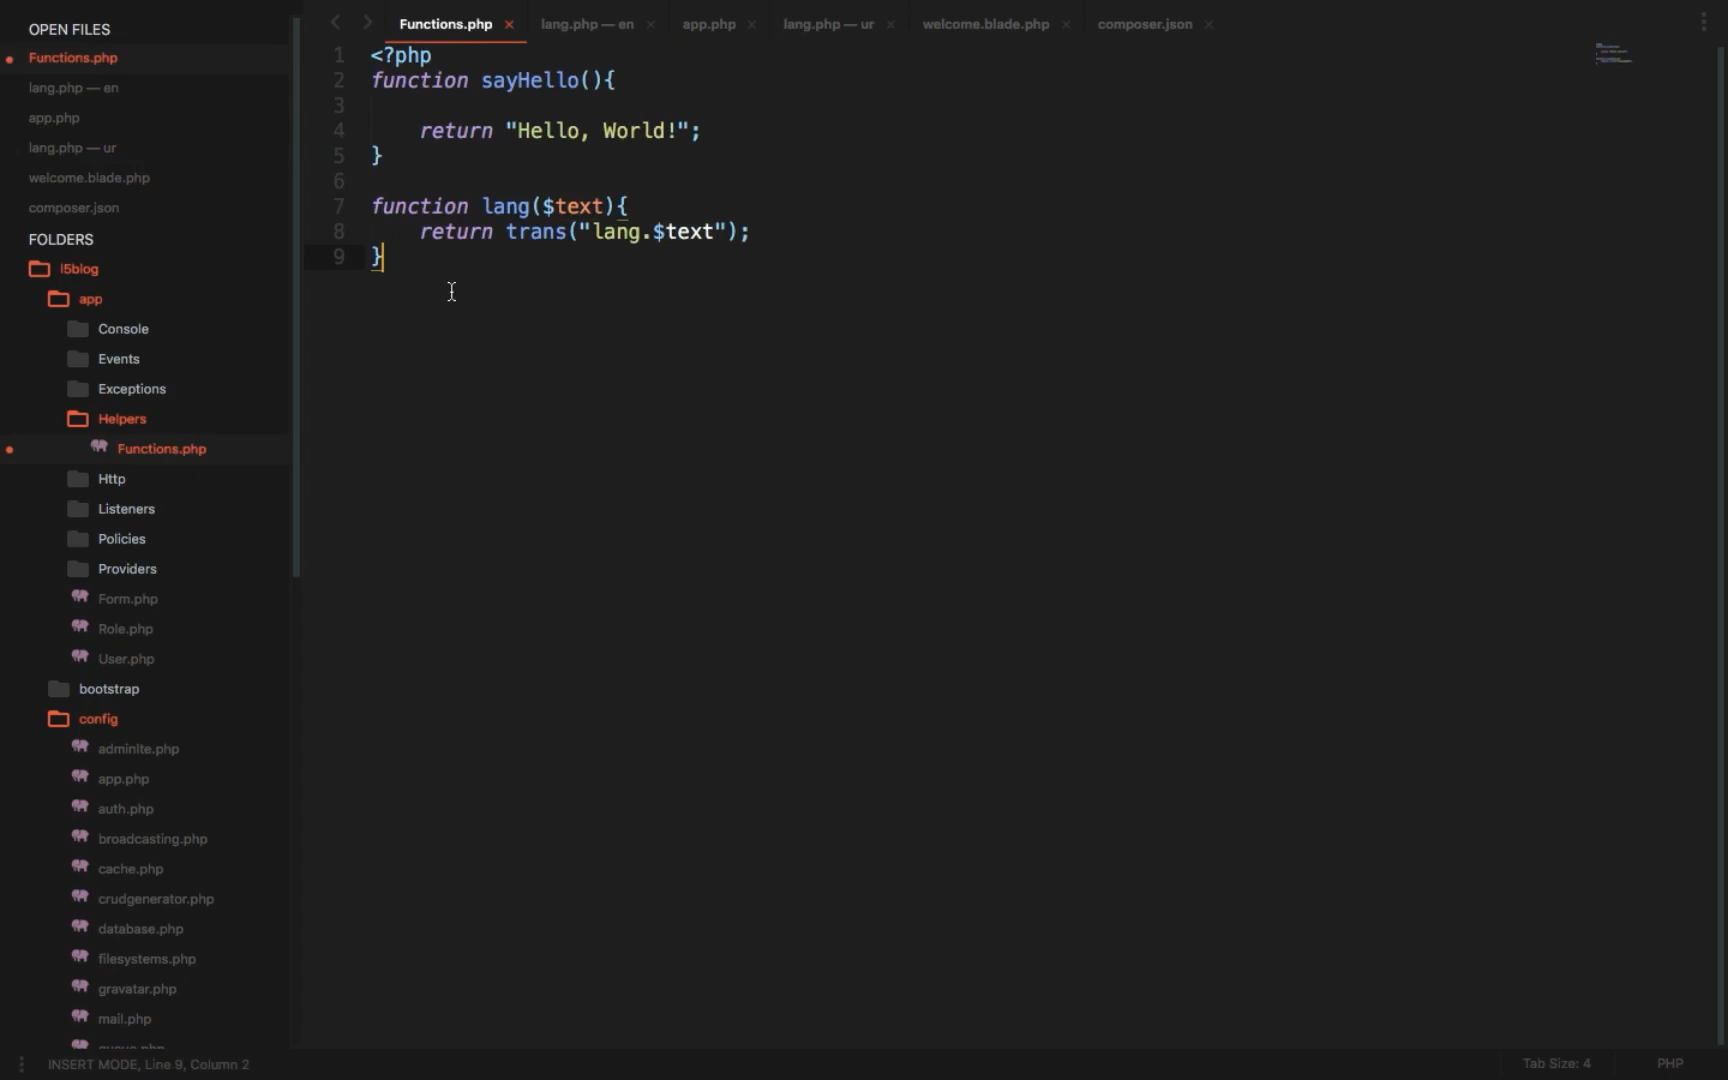 OPEN FILES
Functions.php
lang.php — en
app.php
lang.php — ur
welcome.blade.php
composer.json
FOLDERS
l5blog
app
Console
Events
Exceptions
Helpers
Functions.php
Http
Listeners
Policies
Providers
Form.php
Role.php
User.php
bootstrap
config
adminlte.php
app.php
auth.php
broadcasting.php
cache.php
crudgenerator.php
database.php
filesystems.php
gravatar.php
mail.php
queue.php
Functions.php × lang.php — en × app.php × lang.php — ur × welcome.blade.php × composer.json ×
1 <?php
2 function sayHello(){
3
4 return "Hello, World!";
5 }
6
7 function lang($text){
8 return trans("lang.$text");
9 }
INSERT MODE, Line 9, Column 2
Tab Size: 4 PHP